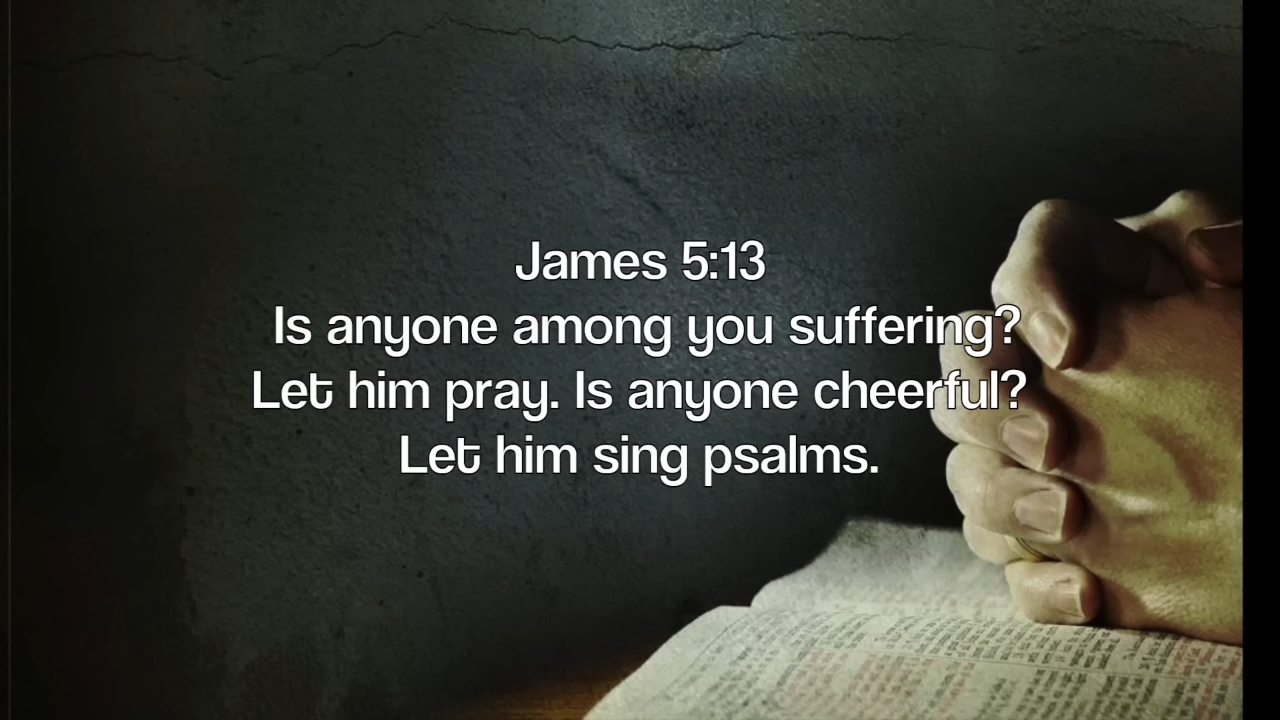 James 5:13
Is anyone among you suffering?
Let him pray. Is anyone cheerful?
Let him sing psalms.